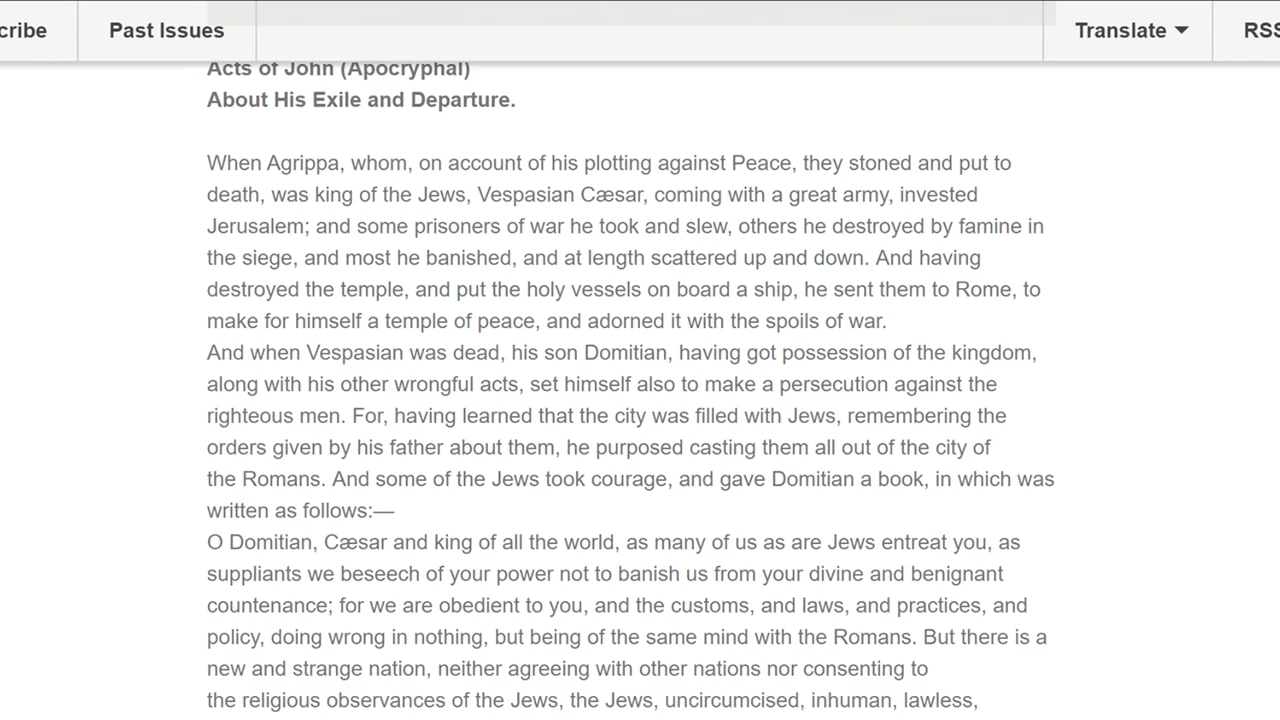 cribe
Past Issues
Translate
RSS
Acts of John (Apocryphal)
About His Exile and Departure.
When Agrippa, whom, on account of his plotting against Peace, they stoned and put to
death, was king of the Jews, Vespasian Cæsar, coming with a great army, invested
Jerusalem; and some prisoners of war he took and slew, others he destroyed by famine in
the siege, and most he banished, and at length scattered up and down. And having
destroyed the temple, and put the holy vessels on board a ship, he sent them to Rome, to
make for himself a temple of peace, and adorned it with the spoils of war.
And when Vespasian was dead, his son Domitian, having got possession of the kingdom,
along with his other wrongful acts, set himself also to make a persecution against the
righteous men. For, having learned that the city was filled with Jews, remembering the
orders given by his father about them, he purposed casting them all out of the city of
the Romans. And some of the Jews took courage, and gave Domitian a book, in which was
written as follows:—
O Domitian, Cæsar and king of all the world, as many of us as are Jews entreat you, as
suppliants we beseech of your power not to banish us from your divine and benignant
countenance; for we are obedient to you, and the customs, and laws, and practices, and
policy, doing wrong in nothing, but being of the same mind with the Romans. But there is a
new and strange nation, neither agreeing with other nations nor consenting to
the religious observances of the Jews, the Jews, uncircumcised, inhuman, lawless,